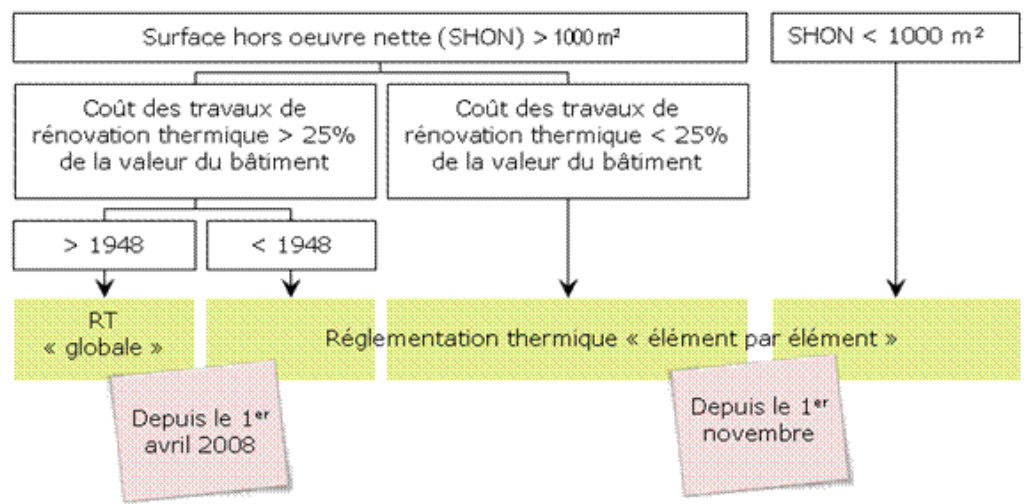 Surface hors oeuvre nette (SHON) > 1000 m²
SHON < 1000 m²
Coût des travaux de
rénovation thermique > 25%
de la valeur du bâtiment
Coût des travaux de
rénovation thermique < 25%
de la valeur du bâtiment
> 1948
< 1948
RT
« globale »
Réglementation thermique « élément par élément »
Depuis le 1er
avril 2008
Depuis le 1er
novembre